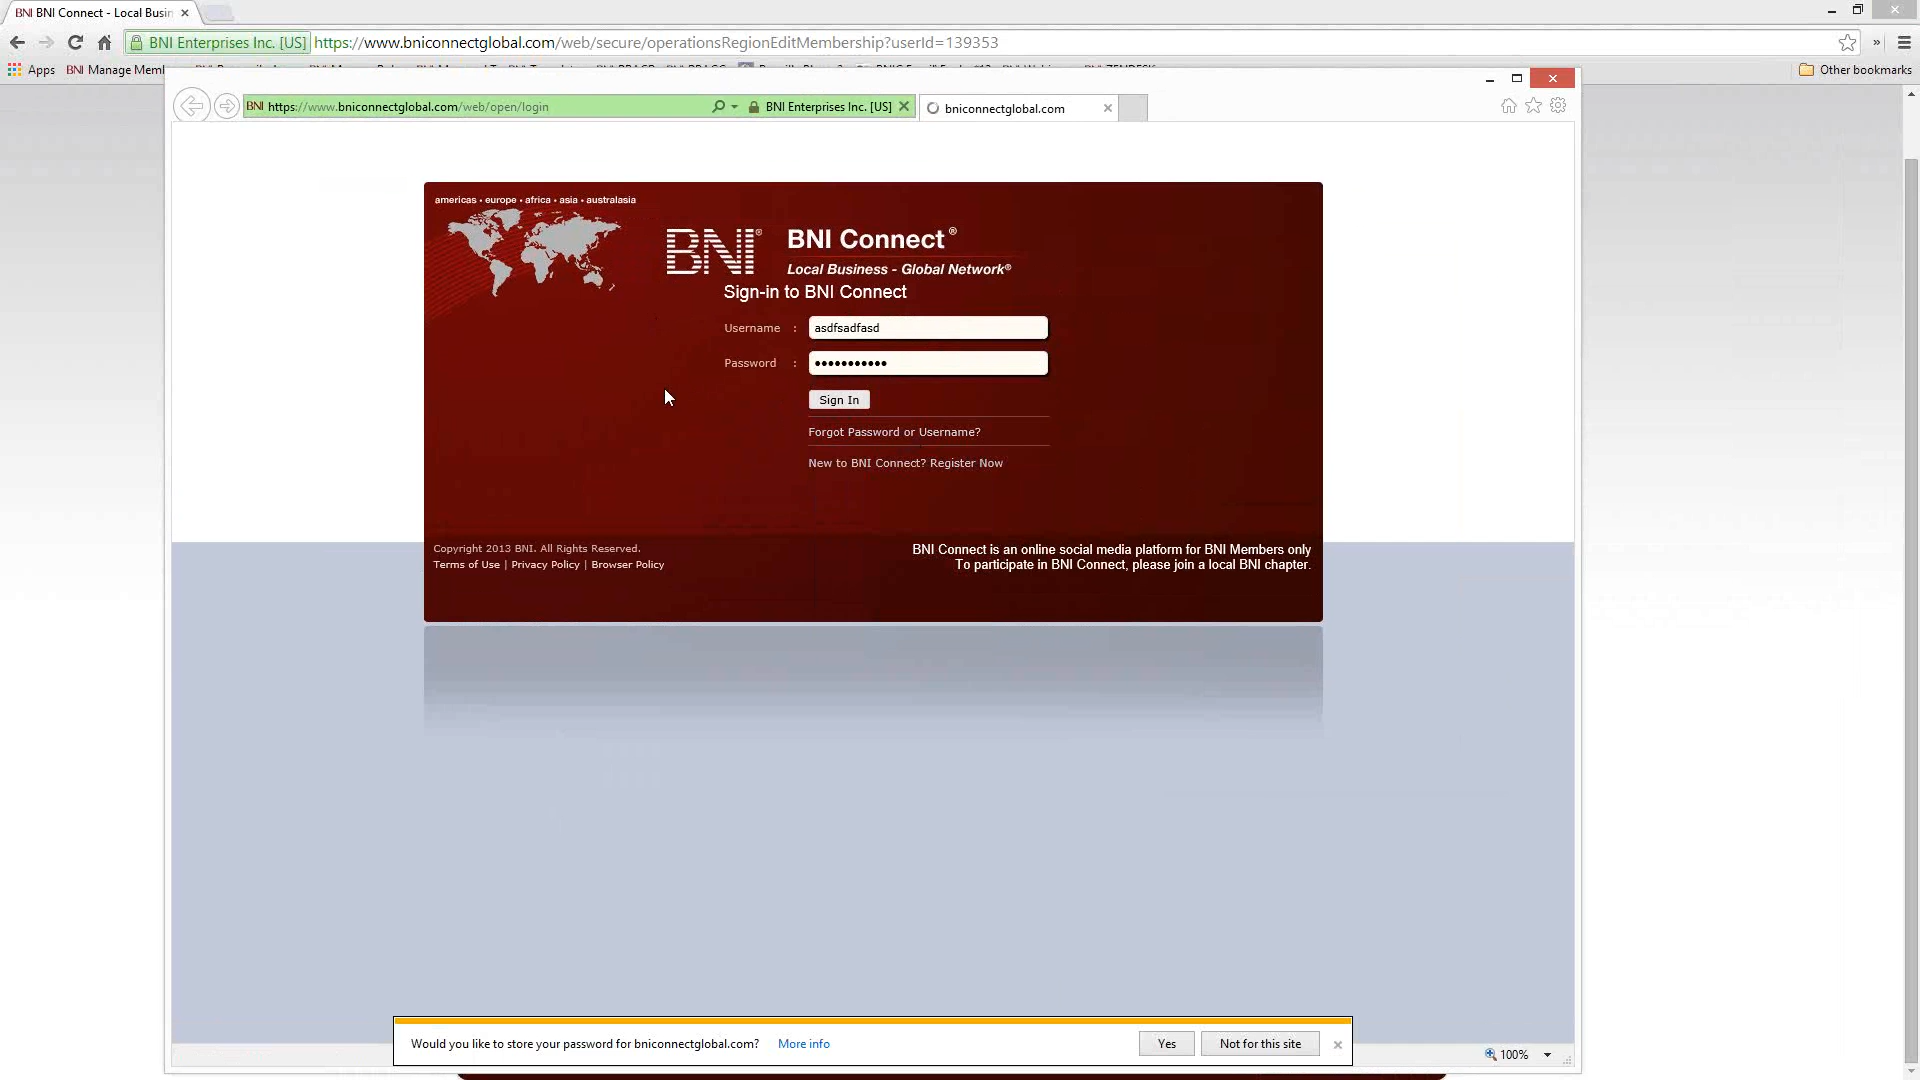 BNI BNI Connect - Local Busin
BNI Enterprises Inc. [US] https://www.bniconnectglobal.com/web/secure/operationsRegionEditMembership?userId=139353
Apps BNI Manage Mem
Other bookmarks
BNI https://www.bniconnectglobal.com/web/open/login
BNI Enterprises Inc. [US]
bniconnectglobal.com
americas • europe • africa • asia • australasia
BNI® BNI Connect®
Local Business - Global Network®
Sign-in to BNI Connect
Username : asdfsadfasd
Password : •••••••••••
Sign In
Forgot Password or Username?
New to BNI Connect? Register Now
Copyright 2013 BNI. All Rights Reserved.
Terms of Use | Privacy Policy | Browser Policy
BNI Connect is an online social media platform for BNI Members only
To participate in BNI Connect, please join a local BNI chapter.
Would you like to store your password for bniconnectglobal.com? More info
Yes
Not for this site
100%